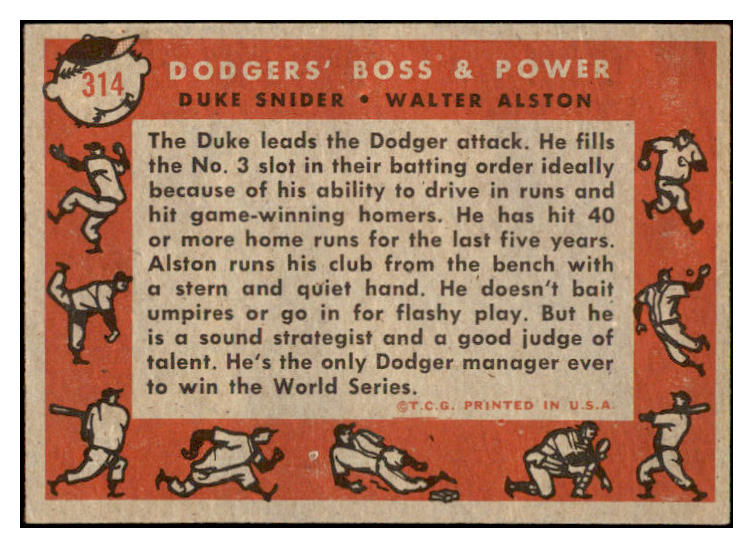 314
DODGERS' BOSS & POWER
DUKE SNIDER • WALTER ALSTON
The Duke leads the Dodger attack. He fills
the No. 3 slot in their batting order ideally
because of his ability to drive in runs and
hit game-winning homers. He has hit 40
or more home runs for the last five years.
Alston runs his club from the bench with
a stern and quiet hand. He doesn't bait
umpires or go in for flashy play. But he
is a sound strategist and a good judge of
talent. He's the only Dodger manager ever
to win the World Series.
©T.C.G. PRINTED IN U.S.A.